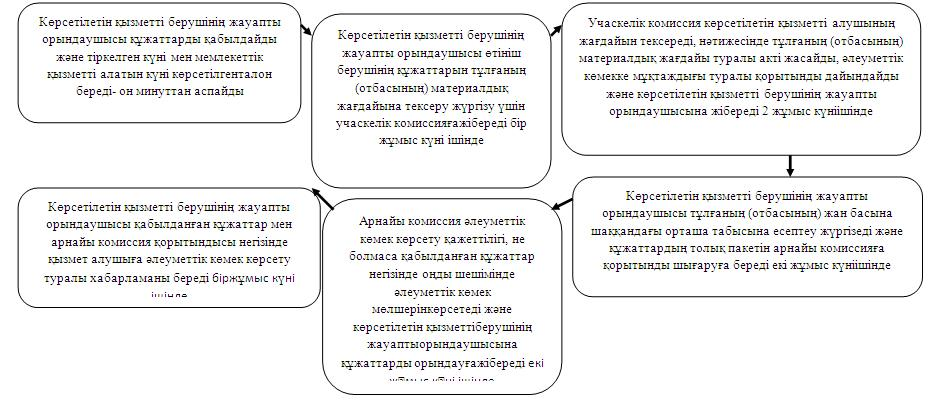 Көрсетілетін қызметті берушінің жауапты
орындаушысы құжаттарды қабылдайды
және тіркелген күні мен мемлекеттік
қызметті алатын күні көрсетілгенталон
береді- он минуттан аспайды
Көрсетілетін қызметті берушінің
жауапты орындаушысы өтініш
берушінің құжаттарын тұлғаның
(отбасының) материалдық
жағдайына тексеру жүргізу үшін
учаскелік комиссияғажібереді бір
жұмыс күні ішінде
Учаскелік комиссия көрсетілетін қызметті алушының
жағдайын тексереді, нәтижесінде тұлғаның (отбасының)
материалдық жағдайы туралы акті жасайды, әлеуметтік
көмекке мұқтаждығы туралы қорытынды дайындайды
және көрсетілетін қызметті берушінің жауапты
орындаушысына жібереді 2 жұмыс күніішінде
Көрсетілетін қызметті берушінің жауапты
орындаушысы тұлғаның (отбасының) жан басына
шаққандағы орташа табысына есептеу жүргізеді және
құжаттардың толық пакетін арнайы комиссияға
қорытынды шығаруға береді екі жұмыс күніішінде
Арнайы комиссия әлеуметтік
көмек көрсету қажеттілігі, не
болмаса қабылданған құжаттар
негізінде оңды шешімінде
әлеуметтік көмек
мөлшерінкөрсетеді және
көрсетілетін қызметтіберушінің
жауаптыорындаушысына
құжаттарды орындауғажібереді екі
жұмыс күні ішінде
Көрсетілетін қызметті берушінің жауапты
орындаушысы қабылданған құжаттар мен
арнайы комиссия қорытындысы негізінде
қызмет алушыға әлеуметтік көмек көрсету
туралы хабарламаны береді біржұмыс күні
ішінде